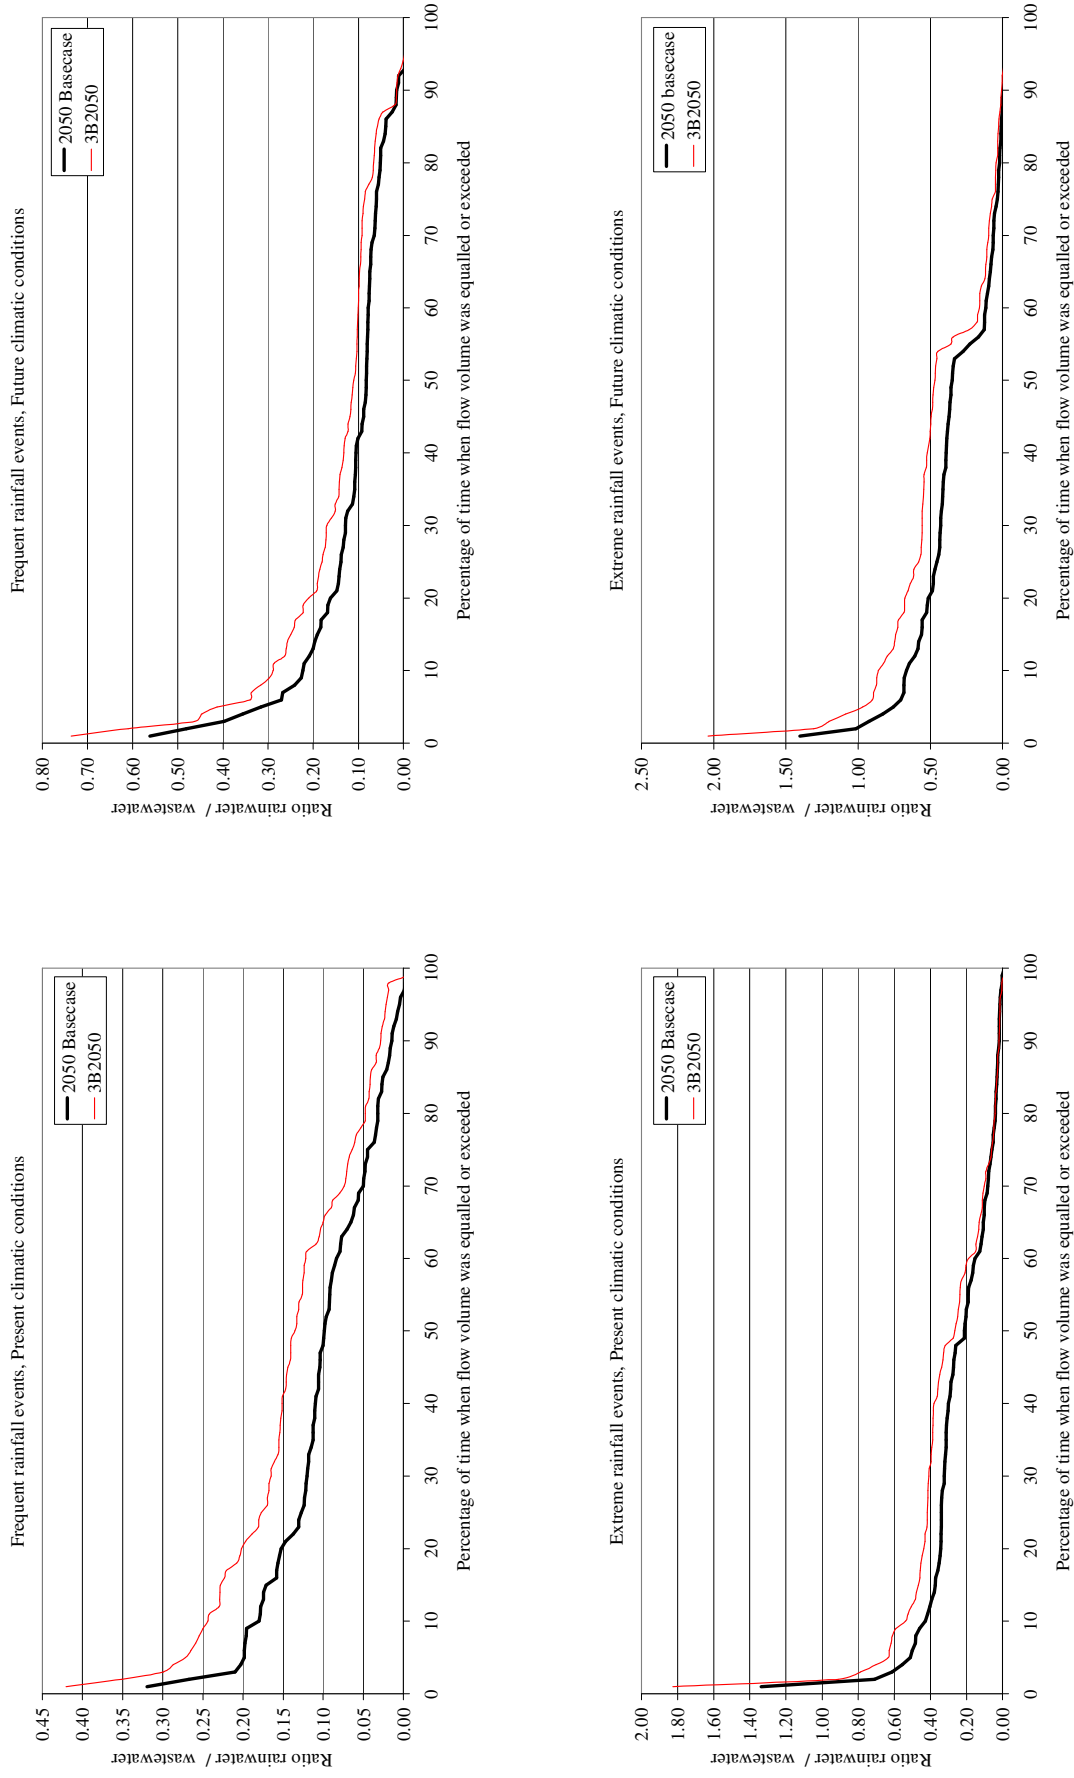 Frequent rainfall events, Present climatic conditions
0.45
0.40
0.35
0.30
0.25
0.20
0.15
0.10
0.05
0.00
Ratio rainwater / wastewater
0 10 20 30 40 50 60 70 80 90 100
Percentage of time when flow volume was equalled or exceeded
2050 Basecase
3B2050
Frequent rainfall events, Future climatic conditions
0.80
0.70
0.60
0.50
0.40
0.30
0.20
0.10
0.00
Ratio rainwater / wastewater
0 10 20 30 40 50 60 70 80 90 100
Percentage of time when flow volume was equalled or exceeded
2050 Basecase
3B2050
Extreme rainfall events, Present climatic conditions
2.00
1.80
1.60
1.40
1.20
1.00
0.80
0.60
0.40
0.20
0.00
Ratio rainwater / wastewater
0 10 20 30 40 50 60 70 80 90 100
Percentage of time when flow volume was equalled or exceeded
2050 Basecase
3B2050
Extreme rainfall events, Future climatic conditions
2.50
2.00
1.50
1.00
0.50
0.00
Ratio rainwater / wastewater
0 10 20 30 40 50 60 70 80 90 100
Percentage of time when flow volume was equalled or exceeded
2050 basecase
3B2050